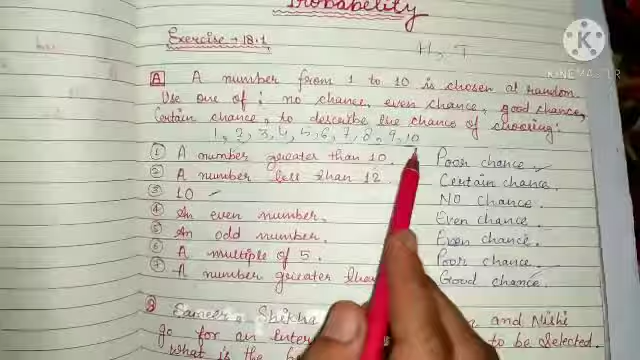 Probability
Exercise → 18.1
H, T
KINEMASTER
A A number from 1 to 10 is chosen at random.
Use one of : no chance, even chance, good chance,
Certain chance, to describe the chance of choosing:
1, 2, 3, 4, 5, 6, 7, 8, 9, 10
① A number greater than 10. Poor chance
② A number less than 12. Certain chance.
③ 10 No Chance.
④ An even number. Even chance.
⑤ An odd number. Even chance.
⑥ A multiple of 5. Poor chance.
⑦ A number greater than Good chance.
Sameer, Shikha and Nishi
go for an to be selected.
What is the